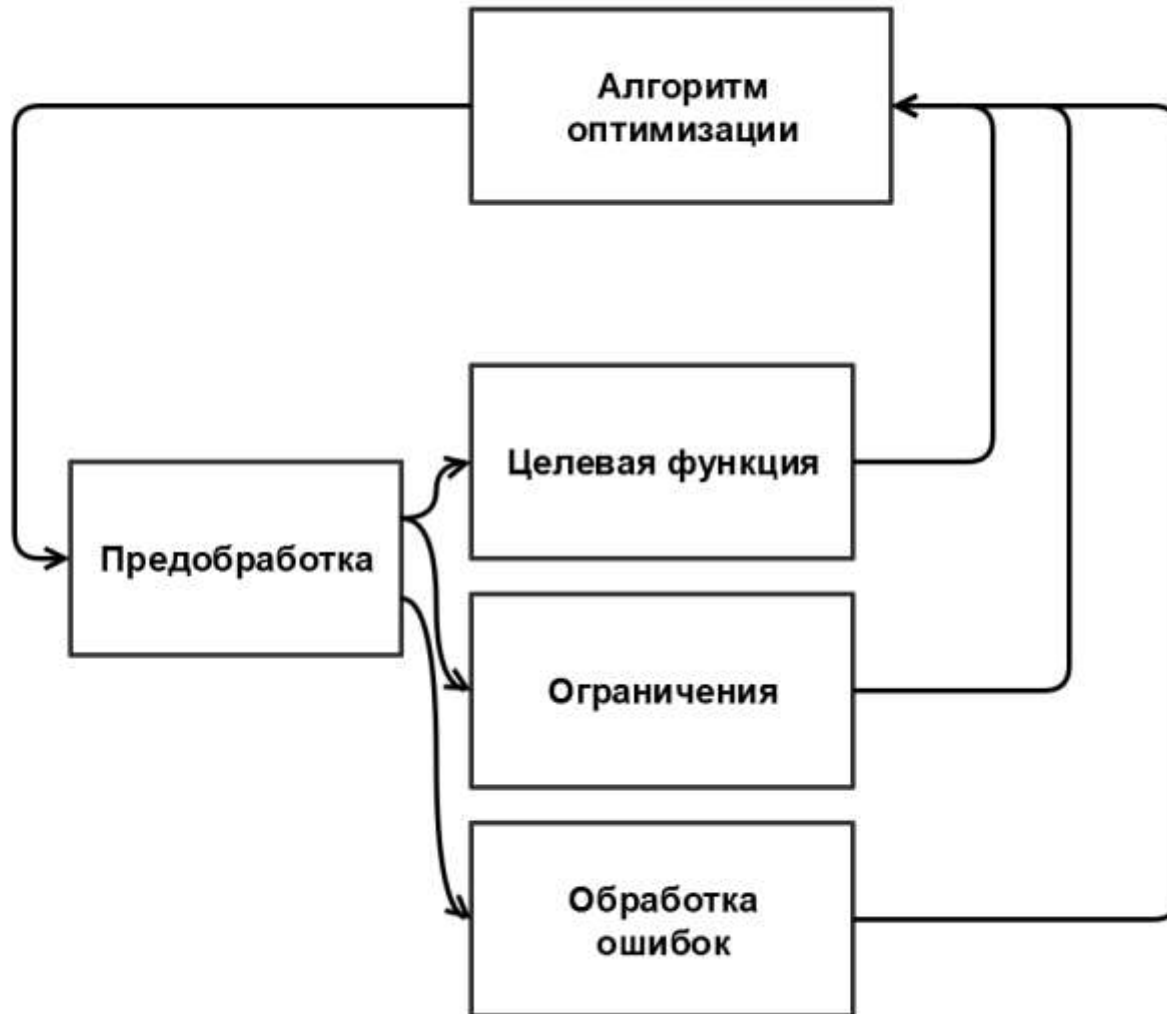 Алгоритм
оптимизации
Целевая функция
Предобработка
Ограничения
Обработка
ошибок